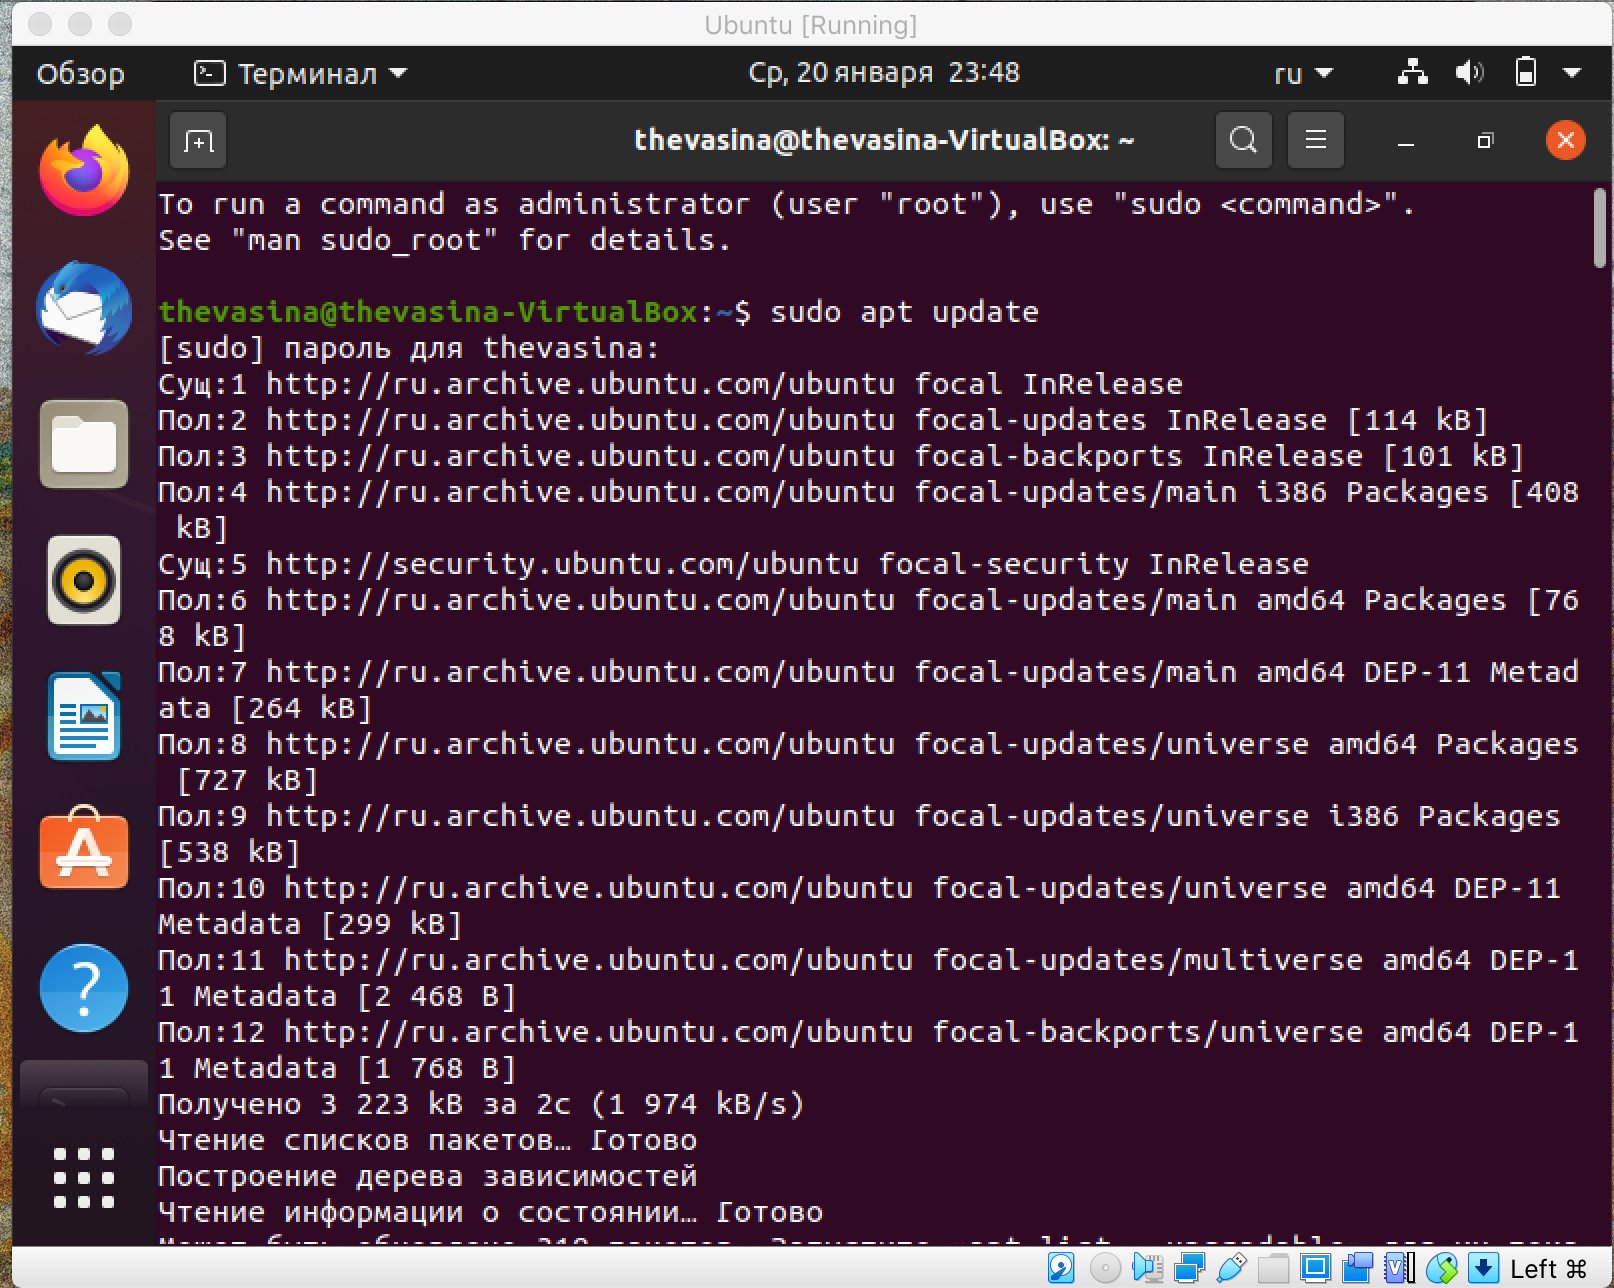 Ubuntu [Running]
Обзор Терминал Ср, 20 января 23:48 ru
thevasina@thevasina-VirtualBox: ~
To run a command as administrator (user "root"), use "sudo <command>".
See "man sudo_root" for details.
thevasina@thevasina-VirtualBox:~$ sudo apt update
[sudo] пароль для thevasina:
Сущ:1 http://ru.archive.ubuntu.com/ubuntu focal InRelease
Пол:2 http://ru.archive.ubuntu.com/ubuntu focal-updates InRelease [114 kB]
Пол:3 http://ru.archive.ubuntu.com/ubuntu focal-backports InRelease [101 kB]
Пол:4 http://ru.archive.ubuntu.com/ubuntu focal-updates/main i386 Packages [408
kB]
Сущ:5 http://security.ubuntu.com/ubuntu focal-security InRelease
Пол:6 http://ru.archive.ubuntu.com/ubuntu focal-updates/main amd64 Packages [76
8 kB]
Пол:7 http://ru.archive.ubuntu.com/ubuntu focal-updates/main amd64 DEP-11 Metad
ata [264 kB]
Пол:8 http://ru.archive.ubuntu.com/ubuntu focal-updates/universe amd64 Packages
[727 kB]
Пол:9 http://ru.archive.ubuntu.com/ubuntu focal-updates/universe i386 Packages
[538 kB]
Пол:10 http://ru.archive.ubuntu.com/ubuntu focal-updates/universe amd64 DEP-11
Metadata [299 kB]
Пол:11 http://ru.archive.ubuntu.com/ubuntu focal-updates/multiverse amd64 DEP-1
1 Metadata [2 468 B]
Пол:12 http://ru.archive.ubuntu.com/ubuntu focal-backports/universe amd64 DEP-1
1 Metadata [1 768 B]
Получено 3 223 kB за 2с (1 974 kB/s)
Чтение списков пакетов… Готово
Построение дерева зависимостей
Чтение информации о состоянии… Готово
Left ⌘